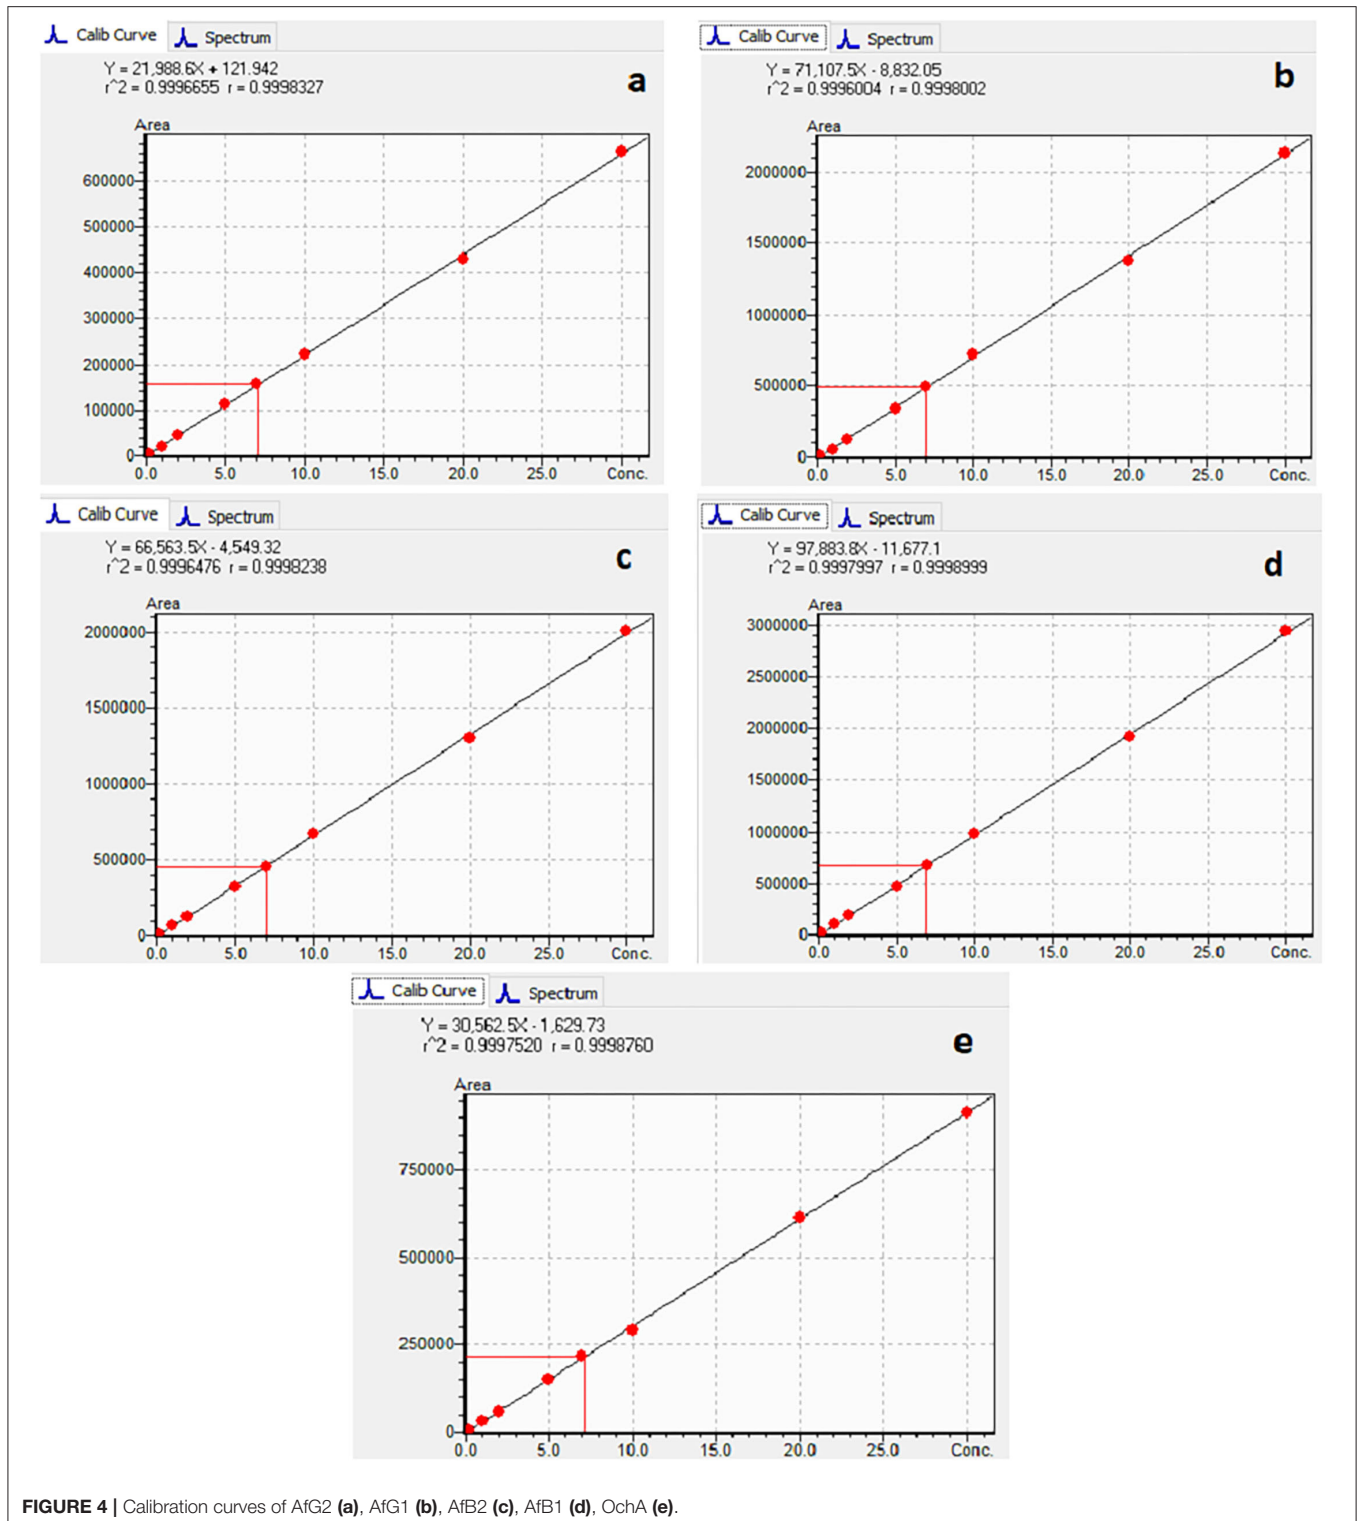 Calib Curve Spectrum
Y = 21,988.6X + 121.942
r^2 = 0.9996655 r = 0.9998327
a
Area
600000
500000
400000
300000
200000
100000
0
0.0 5.0 10.0 15.0 20.0 25.0 Conc.
Calib Curve Spectrum
Y = 71,107.5X - 8,832.05
r^2 = 0.9996004 r = 0.9998002
b
Area
2000000
1500000
1000000
500000
0
0.0 5.0 10.0 15.0 20.0 25.0 Conc.
Calib Curve Spectrum
Y = 66,563.5X - 4,549.32
r^2 = 0.9996476 r = 0.9998238
c
Area
2000000
1500000
1000000
500000
0
0.0 5.0 10.0 15.0 20.0 25.0 Conc.
Calib Curve Spectrum
Y = 97,883.8X - 11,677.1
r^2 = 0.9997997 r = 0.9998999
d
Area
3000000
2500000
2000000
1500000
1000000
500000
0
0.0 5.0 10.0 15.0 20.0 25.0 Conc.
Calib Curve Spectrum
Y = 30,562.5X - 1,629.73
r^2 = 0.9997520 r = 0.9998760
e
Area
750000
500000
250000
0
0.0 5.0 10.0 15.0 20.0 25.0 Conc.
FIGURE 4 | Calibration curves of AfG2 (a), AfG1 (b), AfB2 (c), AfB1 (d), OchA (e).